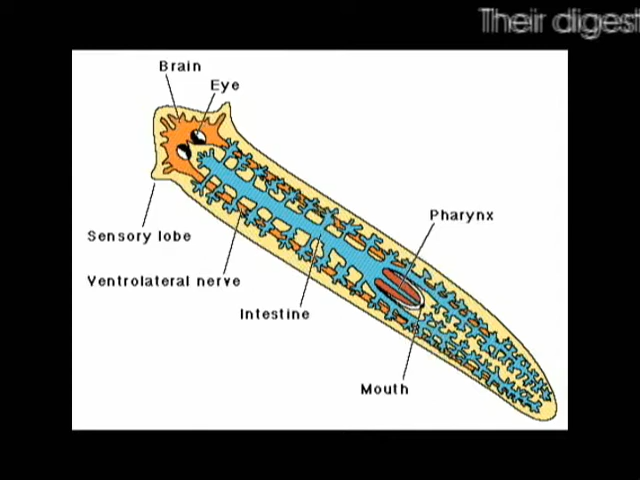 Their digest
Brain
Eye
Pharynx
Sensory lobe
Ventrolateral nerve
Intestine
Mouth